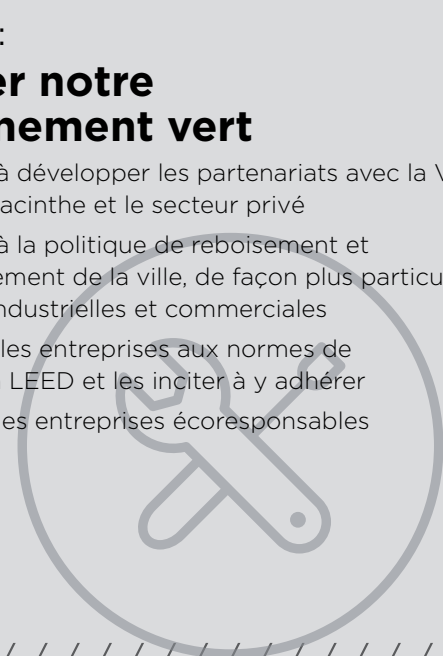 :
er notre
nement vert
à développer les partenariats avec la V
acinthe et le secteur privé
à la politique de reboisement et
ement de la ville, de façon plus particu
ndustrielles et commerciales
les entreprises aux normes de
LEED et les inciter à y adhérer
es entreprises écoresponsables